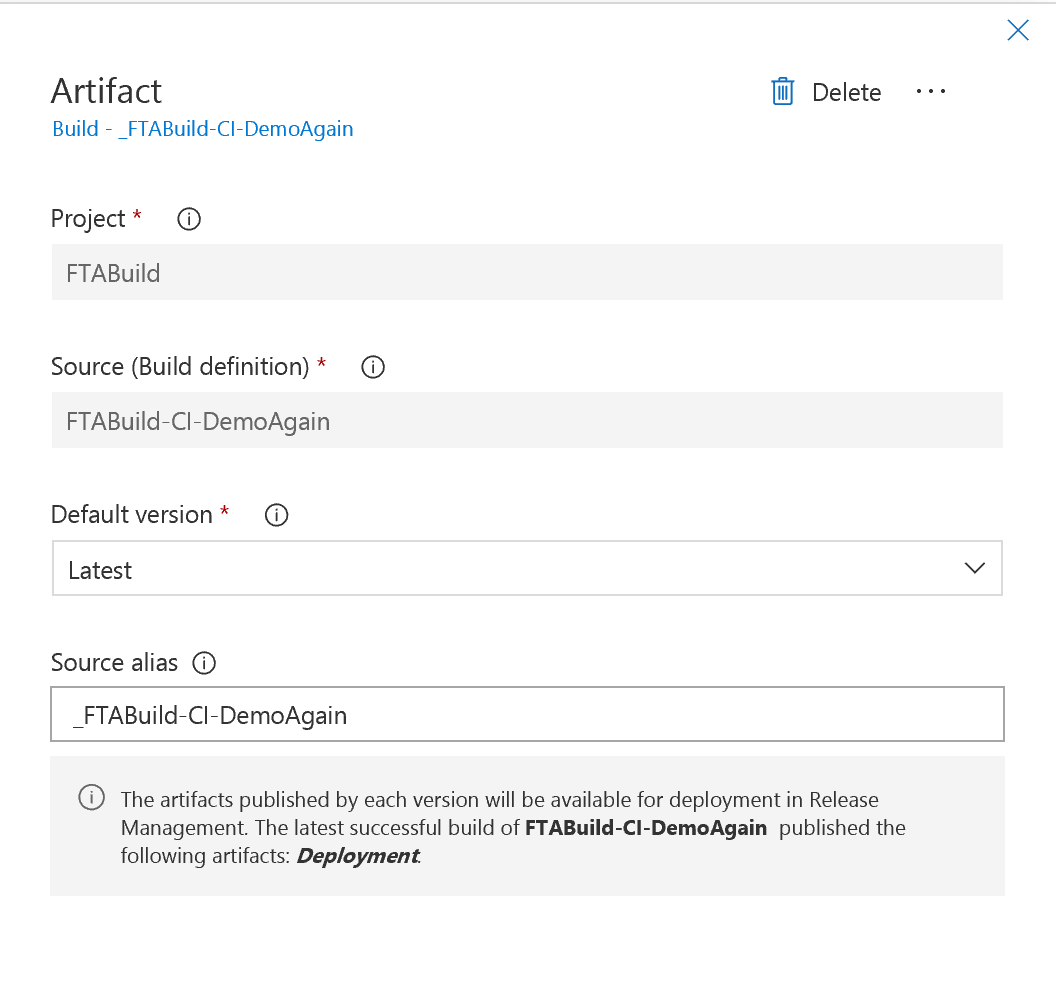 Artifact
Delete ...
Build - _FTABuild-CI-DemoAgain
Project *
FTABuild
Source (Build definition) *
FTABuild-CI-DemoAgain
Default version *
Latest
Source alias
_FTABuild-CI-DemoAgain
The artifacts published by each version will be available for deployment in Release
Management. The latest successful build of FTABuild-CI-DemoAgain published the
following artifacts: Deployment.